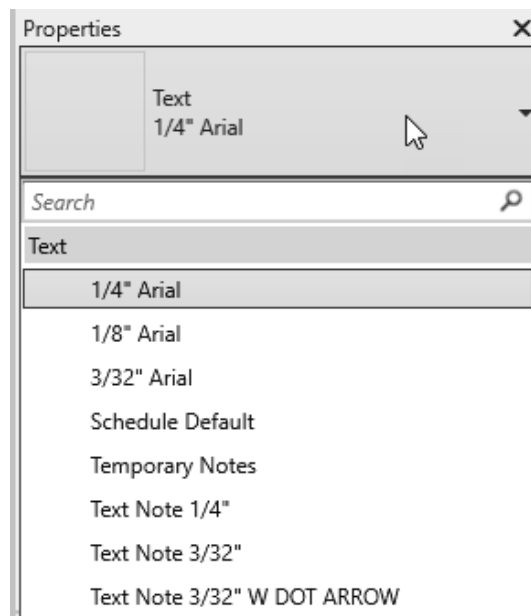 Properties
Text
1/4" Arial
Search
Text
1/4" Arial
1/8" Arial
3/32" Arial
Schedule Default
Temporary Notes
Text Note 1/4"
Text Note 3/32"
Text Note 3/32" W DOT ARROW